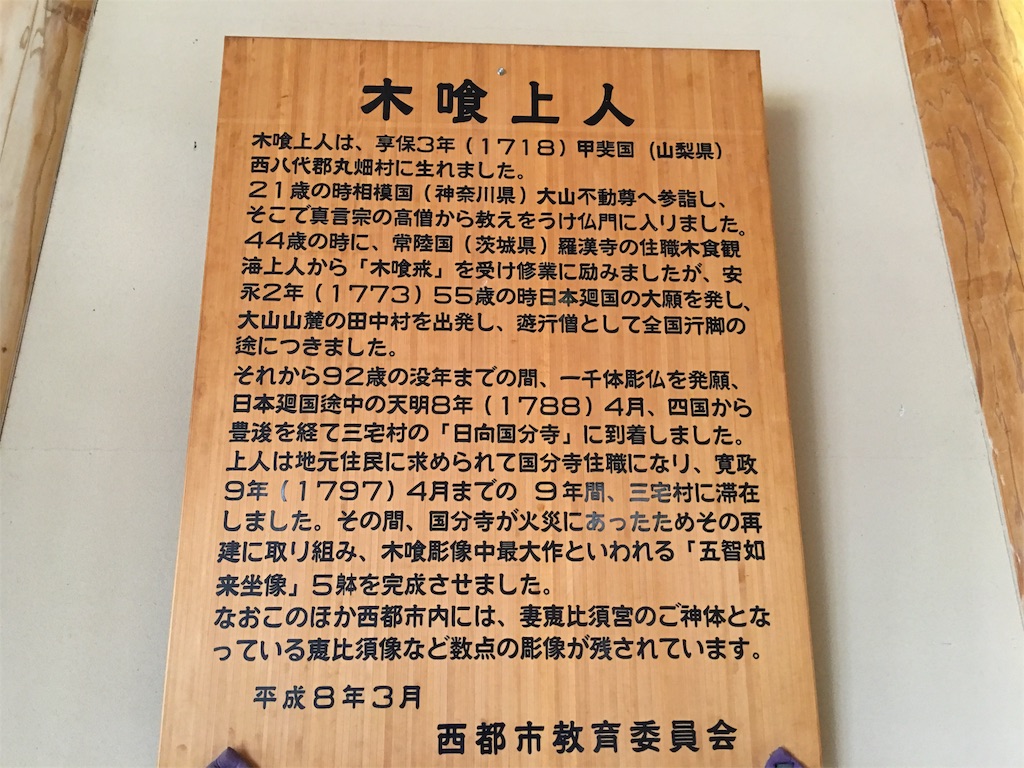 木喰上人
木喰上人は、享保3年(1718)甲斐国(山梨県)
西八代郡丸畑村に生れました。
21歳の時相模国(神奈川県)大山不動尊へ参詣し、
そこで真言宗の高僧から教えをうけ仏門に入りました。
44歳の時に、常陸国(茨城県)羅漢寺の住職木食観
海上人から「木喰戒」を受け修業に励みましたが、安
永2年(1773)55歳の時日本廻国の大願を発し、
大山山麓の田中村を出発し、遊行僧として全国行脚の
途につきました。
それから92歳の没年までの間、一千体彫仏を発願、
日本廻国途中の天明8年(1788)4月、四国から
豊後を経て三宅村の「日向国分寺」に到着しました。
上人は地元住民に求められて国分寺住職になり、寛政
9年(1797)4月までの 9年間、三宅村に滞在
しました。その間、国分寺が火災にあったためその再
建に取り組み、木喰彫像中最大作といわれる「五智如
来坐像」5躰を完成させました。
なおこのほか西都市内には、妻恵比須宮のご神体とな
っている恵比須像など数点の彫像が残されています。
平成8年3月
西都市教育委員会